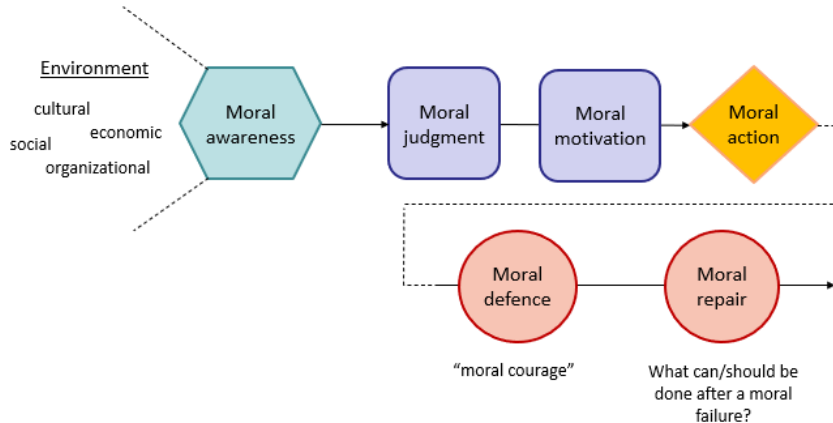 Environment
cultural
economic
social
organizational
Moral
awareness
Moral
judgment
Moral
motivation
Moral
action
Moral
defence
Moral
repair
“moral courage”
What can/should be
done after a moral
failure?